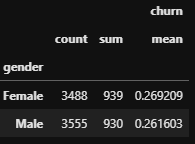 churn
count sum mean
gender
Female 3488 939 0.269209
Male 3555 930 0.261603